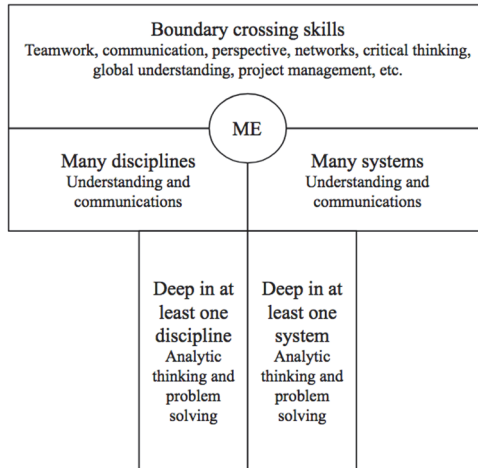 Boundary crossing skills
Teamwork, communication, perspective, networks, critical thinking,
global understanding, project management, etc.
ME
Many disciplines
Understanding and
communications
Many systems
Understanding and
communications
Deep in at
least one
discipline
Analytic
thinking and
problem
solving
Deep in at
least one
system
Analytic
thinking and
problem
solving